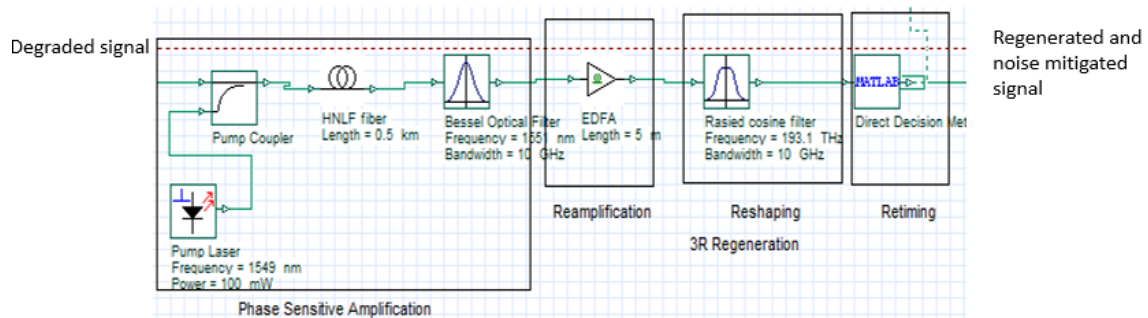 Degraded signal
Regenerated and
noise mitigated
signal
Pump Coupler
HNLF fiber
Length = 0.5 km
Bessel Optical Filter
Frequency = 1551 nm
Bandwidth = 10 GHz
EDFA
Length = 5 m
Rasied cosine filter
Frequency = 193.1 THz
Bandwidth = 10 GHz
MATLAB
Direct Decision Met
Pump Laser
Frequency = 1549 nm
Power = 100 mW
Reamplification
Reshaping
Retiming
3R Regeneration
Phase Sensitive Amplification